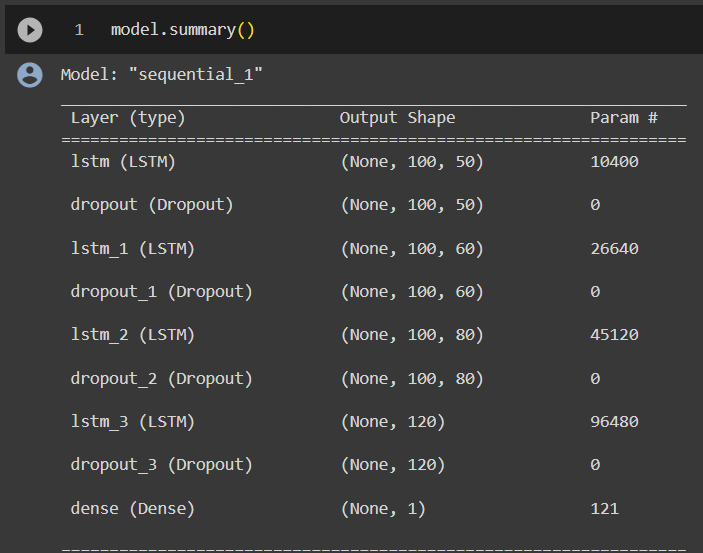 1 model.summary()
Model: "sequential_1"
Layer (type) Output Shape Param #
=================================================================
lstm (LSTM) (None, 100, 50) 10400
dropout (Dropout) (None, 100, 50) 0
lstm_1 (LSTM) (None, 100, 60) 26640
dropout_1 (Dropout) (None, 100, 60) 0
lstm_2 (LSTM) (None, 100, 80) 45120
dropout_2 (Dropout) (None, 100, 80) 0
lstm_3 (LSTM) (None, 120) 96480
dropout_3 (Dropout) (None, 120) 0
dense (Dense) (None, 1) 121
=================================================================